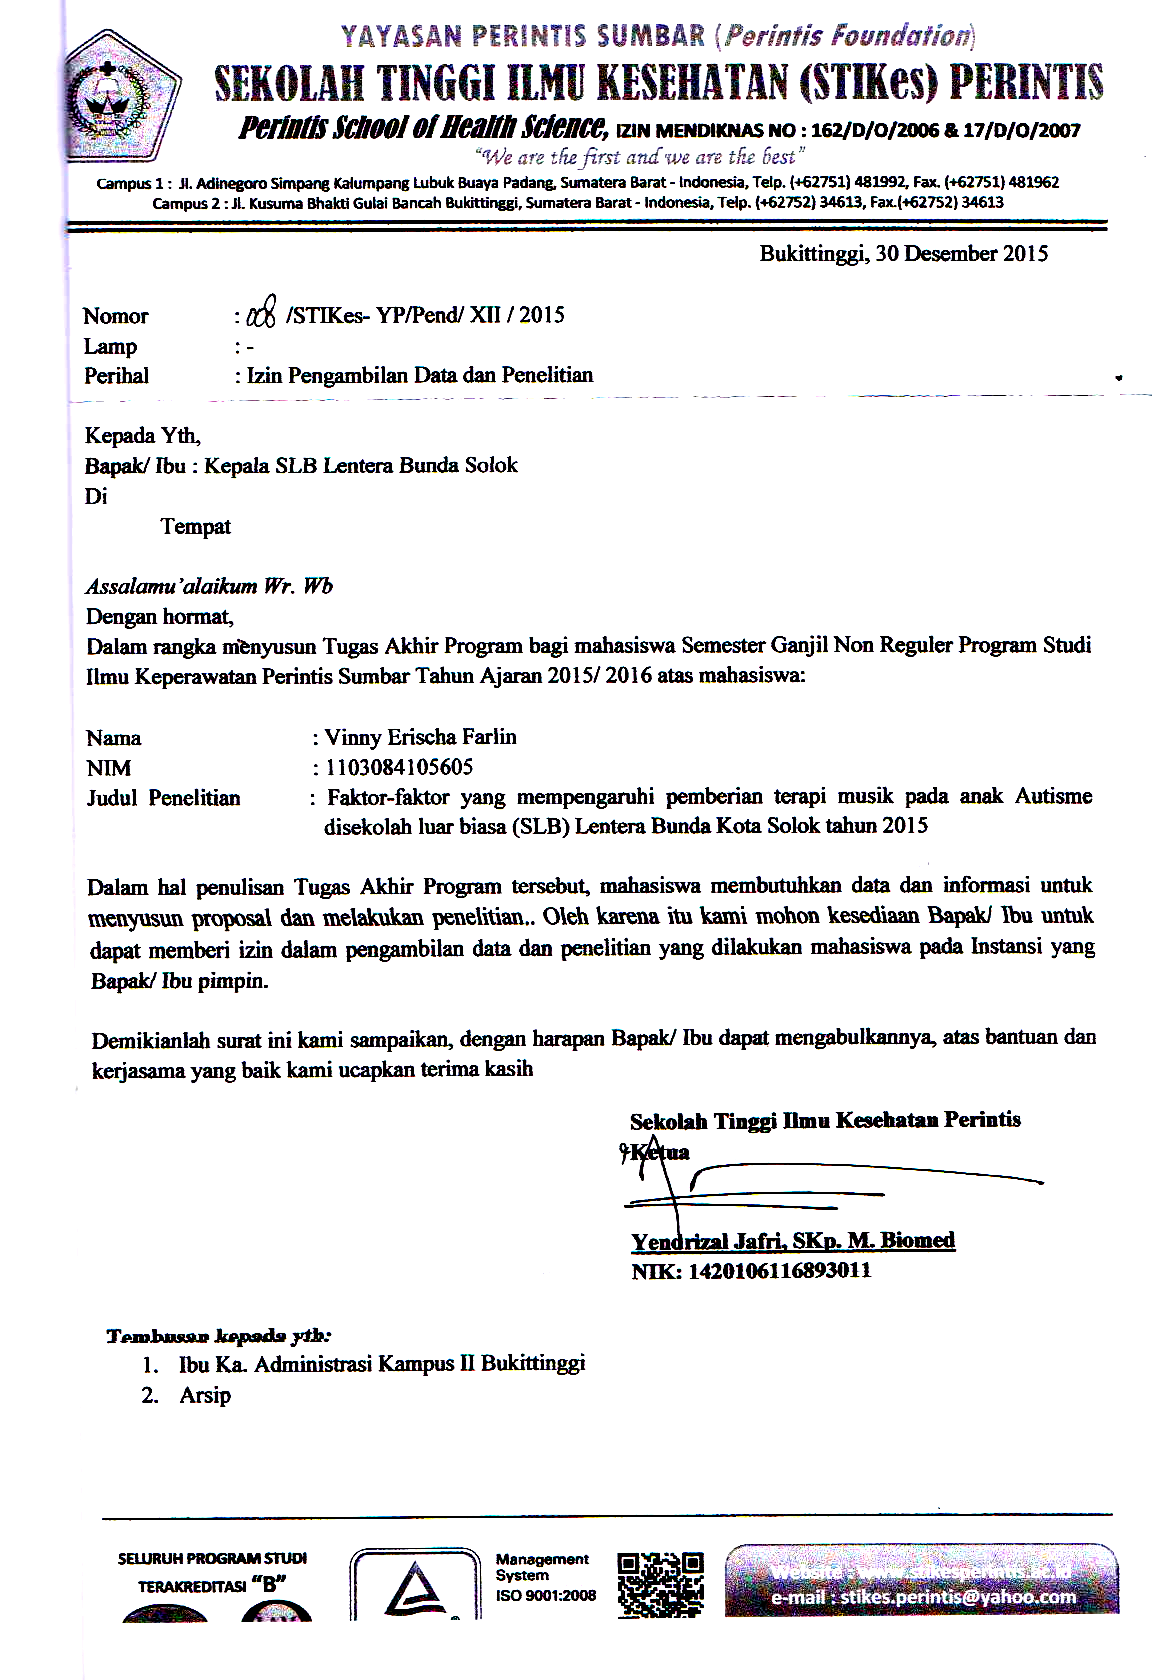 YAYASAN PERINTIS SUMBAR (Perintis Foundation)
SEKOLAH TINGGI ILMU KESEHATAN (STIKes) PERINTIS
Perintis School of Health Science, IZIN MENDIKNAS NO : 162/D/O/2006 & 17/D/O/2007
"We are the first and we are the best"
Campus 1 : Jl. Adinegoro Simpang Kalumpang Lubuk Buaya Padang, Sumatera Barat - Indonesia, Telp. (+62751) 481992, Fax. (+62751) 481962
Campus 2 : Jl. Kusuma Bhakti Gulai Bancah Bukittinggi, Sumatera Barat - Indonesia, Telp. (+62752) 34613, Fax.(+62752) 34613
Bukittinggi, 30 Desember 2015
Nomor : 008 /STIKes- YP/Pend/ XII / 2015
Lamp : -
Perihal : Izin Pengambilan Data dan Penelitian
Kepada Yth,
Bapak/ Ibu : Kepala SLB Lentera Bunda Solok
Di
Tempat
Assalamu'alaikum Wr. Wb
Dengan hormat,
Dalam rangka menyusun Tugas Akhir Program bagi mahasiswa Semester Ganjil Non Reguler Program Studi
Ilmu Keperawatan Perintis Sumbar Tahun Ajaran 2015/ 2016 atas mahasiswa:
Nama : Vinny Erischa Farlin
NIM : 1103084105605
Judul Penelitian : Faktor-faktor yang mempengaruhi pemberian terapi musik pada anak Autisme
disekolah luar biasa (SLB) Lentera Bunda Kota Solok tahun 2015
Dalam hal penulisan Tugas Akhir Program tersebut, mahasiswa membutuhkan data dan informasi untuk
menyusun proposal dan melakukan penelitian.. Oleh karena itu kami mohon kesediaan Bapak/ Ibu untuk
dapat memberi izin dalam pengambilan data dan penelitian yang dilakukan mahasiswa pada Instansi yang
Bapak/ Ibu pimpin.
Demikianlah surat ini kami sampaikan, dengan harapan Bapak/ Ibu dapat mengabulkannya, atas bantuan dan
kerjasama yang baik kami ucapkan terima kasih
Sekolah Tinggi Ilmu Kesehatan Perintis
Ketua
Yendrizal Jafri, SKp. M. Biomed
NIK: 1420106116893011
Tembusan kepada yth:
1. Ibu Ka. Administrasi Kampus II Bukittinggi
2. Arsip
SELURUH PROGRAM STUDI
TERAKREDITASI "B"
Management
System
ISO 9001:2008
Website : www.stikesperintis.ac.id
e-mail : stikes.perintis@yahoo.com